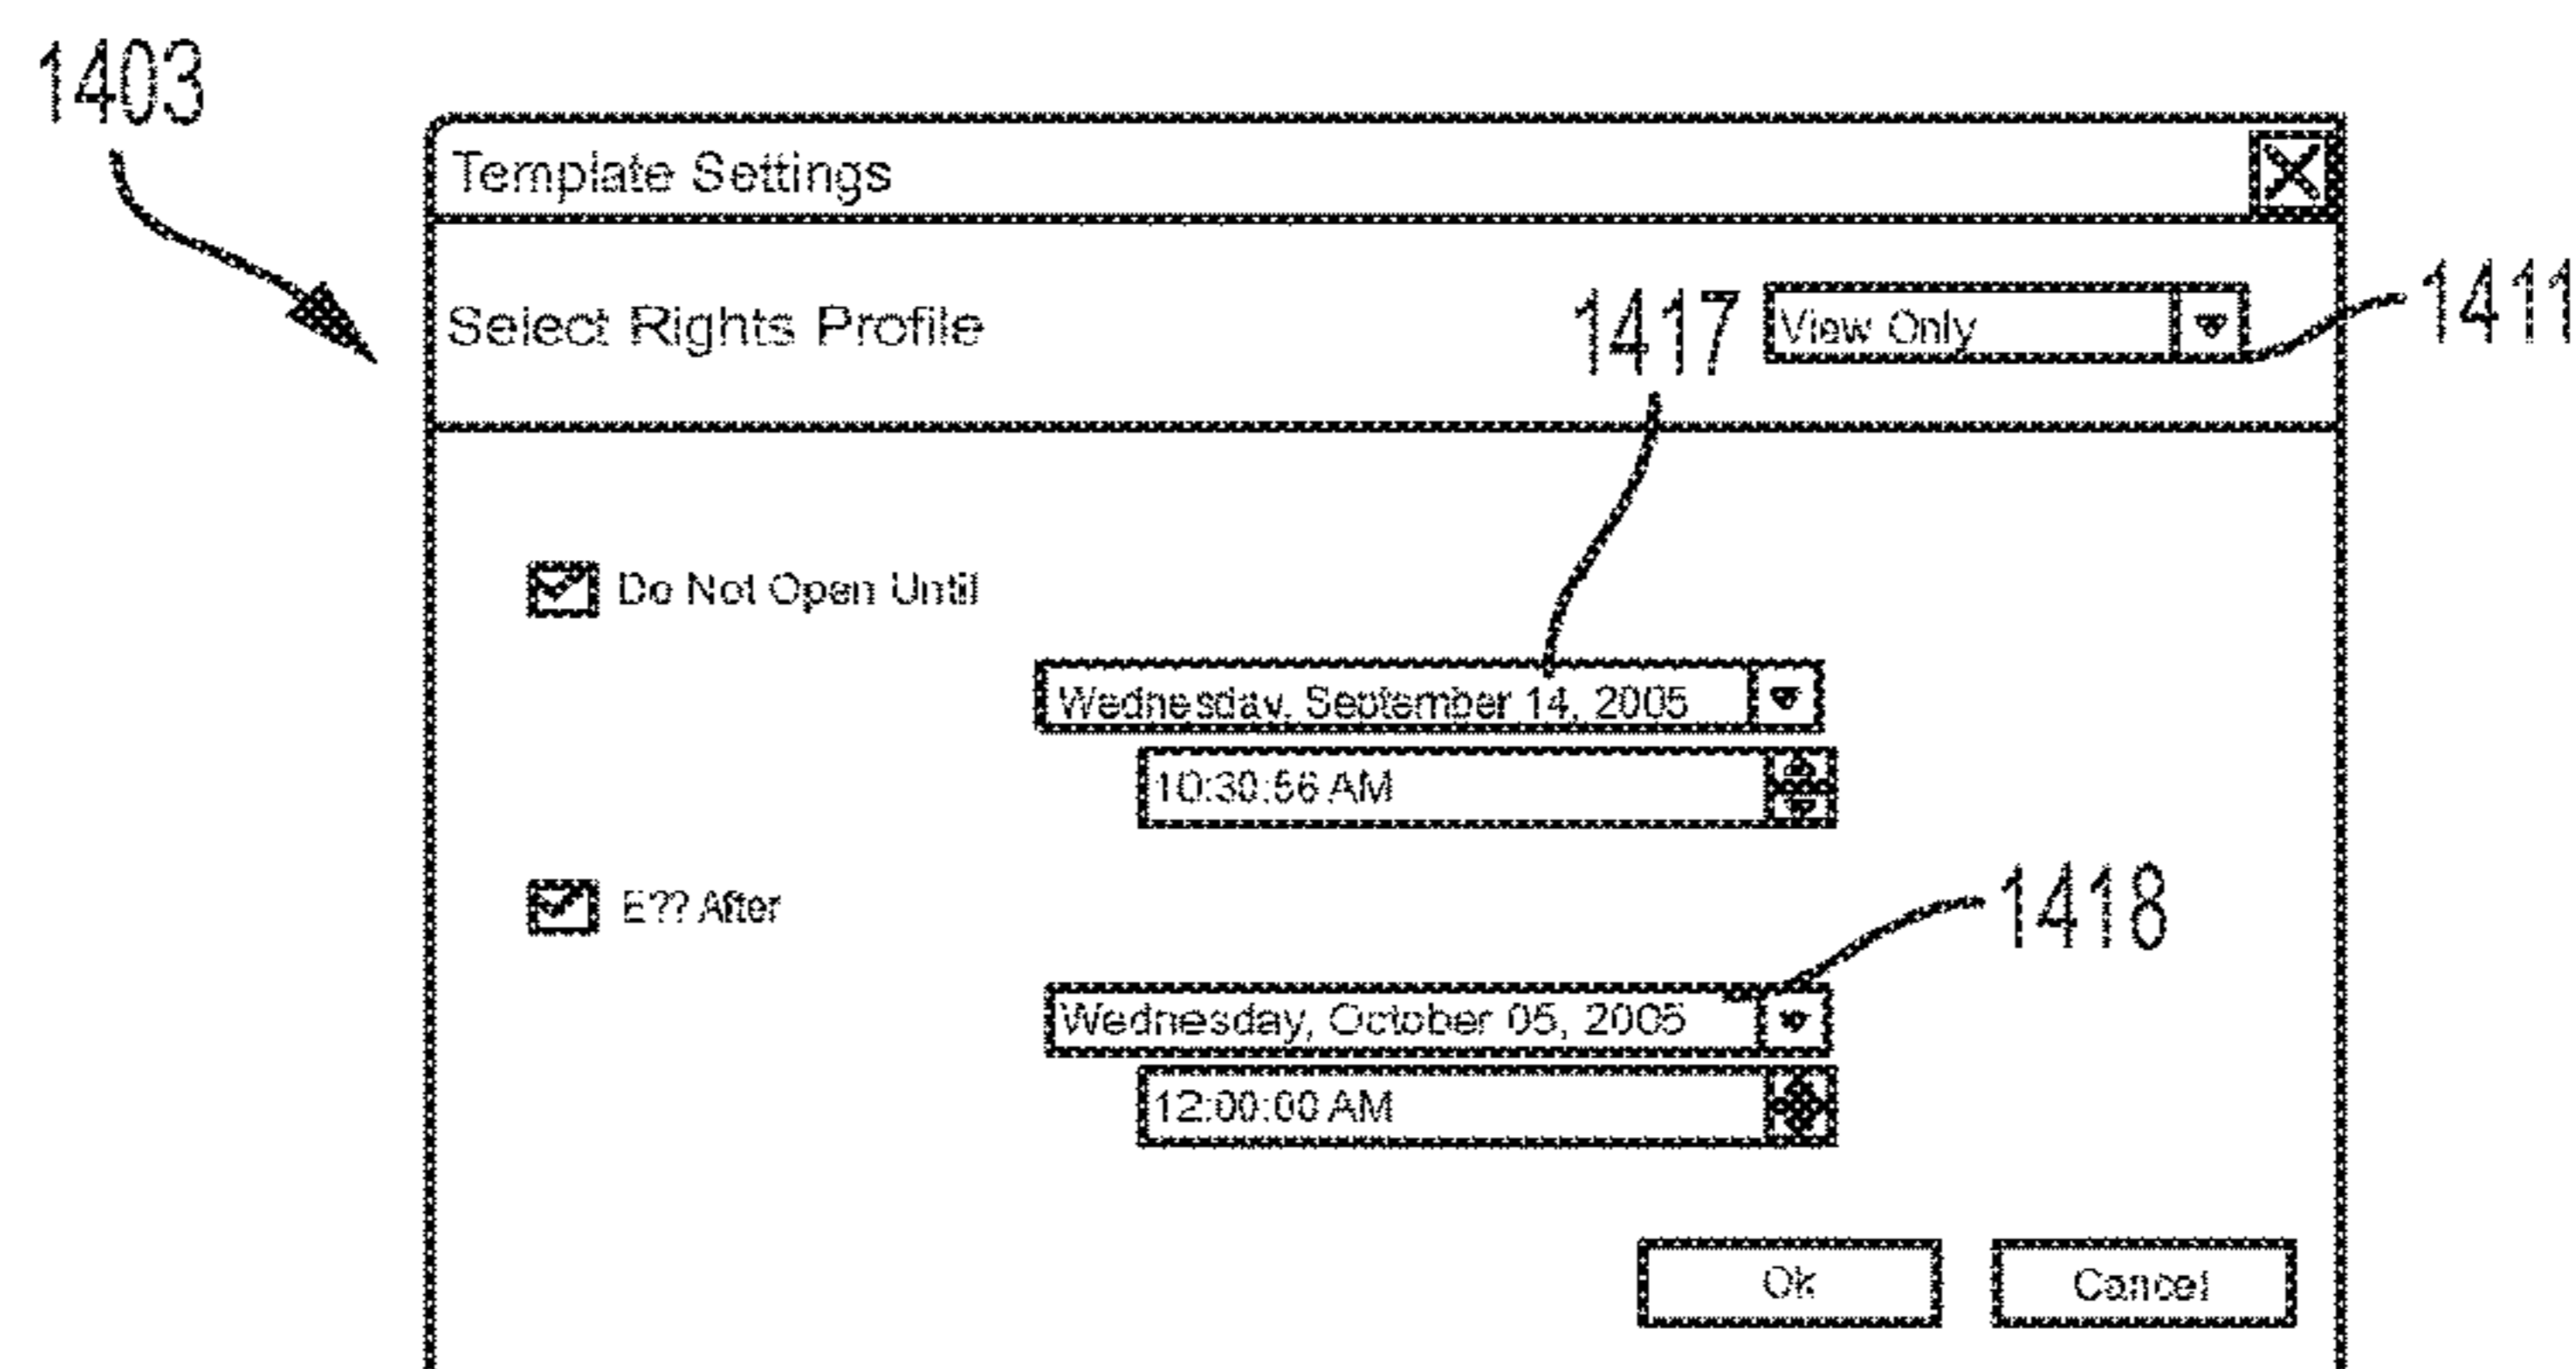 1403
Template Settings
Select Rights Profile
1417
View Only
1411
Do Not Open Until
Wednesday, September 14, 2005
10:30:56 AM
E?? After
1418
Wednesday, October 05, 2005
12:00:00 AM
Ok
Cancel